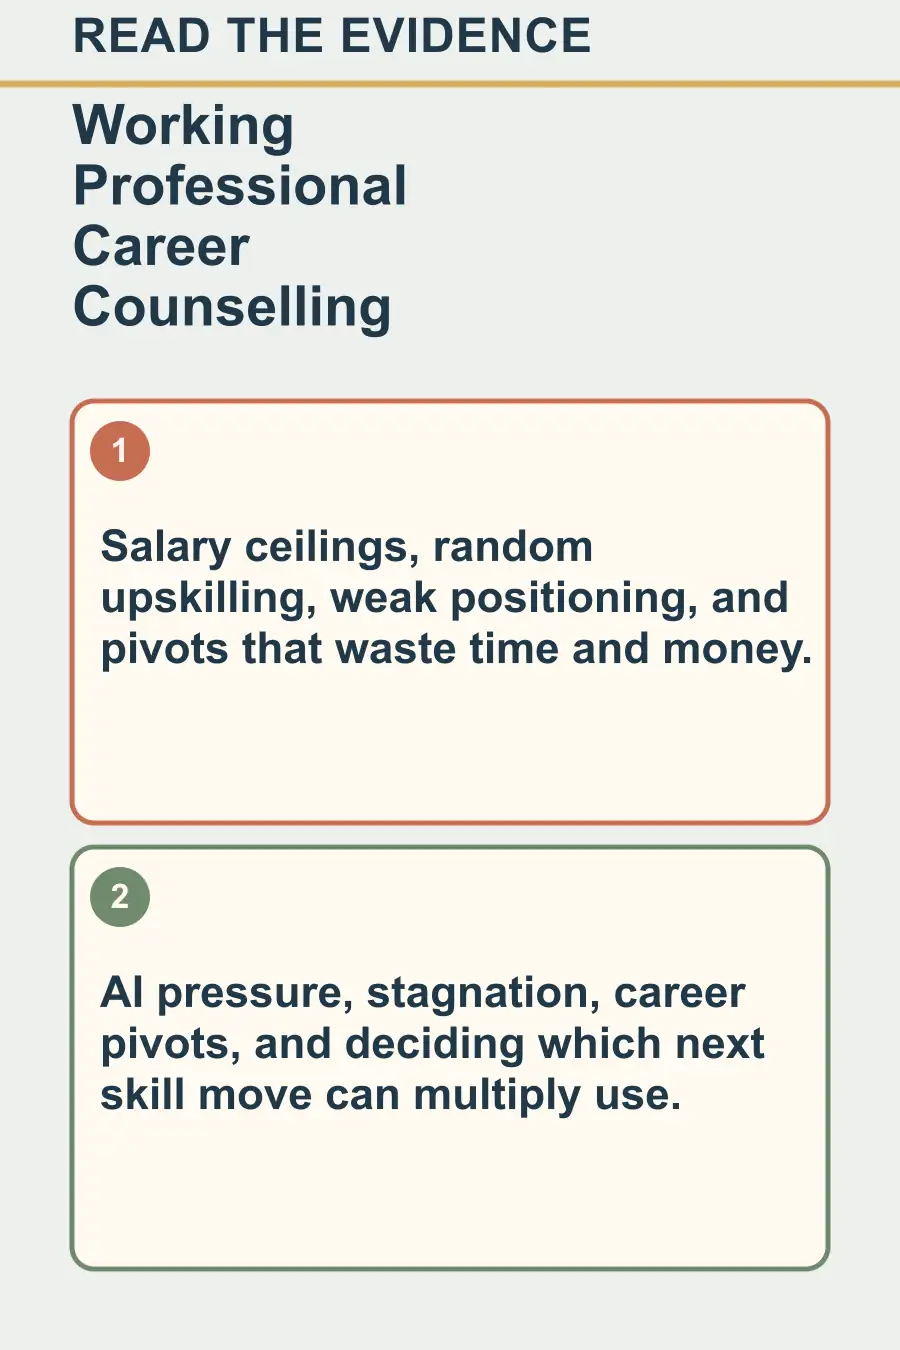 READ THE EVIDENCE
Working
Professional
Career
Counselling
1
Salary ceilings, random
upskilling, weak positioning, and
pivots that waste time and money.
2
AI pressure, stagnation, career
pivots, and deciding which next
skill move can multiply use.